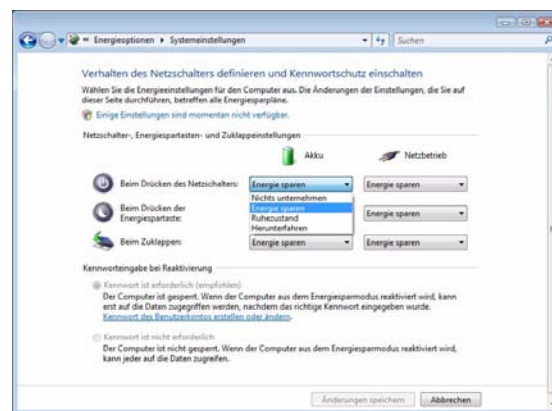 « Energieoptionen ▸ Systemeinstellungen
Suchen
Verhalten des Netzschalters definieren und Kennwortschutz einschalten
Wählen Sie die Energieeinstellungen für den Computer aus. Die Änderungen der Einstellungen, die Sie auf
dieser Seite durchführen, betreffen alle Energiesparpläne.
Einige Einstellungen sind momentan nicht verfügbar.
Netzschalter-, Energiespartasten- und Zuklappeinstellungen
Akku Netzbetrieb
Beim Drücken des Netzschalters: Energie sparen Energie sparen
Nichts unternehmen
Energie sparen
Ruhezustand
Herunterfahren
Beim Drücken der
Energiespartaste: Energie sparen
Beim Zuklappen: Energie sparen Energie sparen
Kennworteingabe bei Reaktivierung
Kennwort ist erforderlich (empfohlen)
Der Computer ist gesperrt. Wenn der Computer aus dem Energiesparmodus reaktiviert wird, kann
erst auf die Daten zugegriffen werden, nachdem das richtige Kennwort eingegeben wurde.
Kennwort des Benutzerkontos erstellen oder ändern.
Kennwort ist nicht erforderlich
Der Computer ist nicht gesperrt. Wenn der Computer aus dem Energiesparmodus reaktiviert wird,
kann jeder auf die Daten zugreifen.
Änderungen speichern Abbrechen